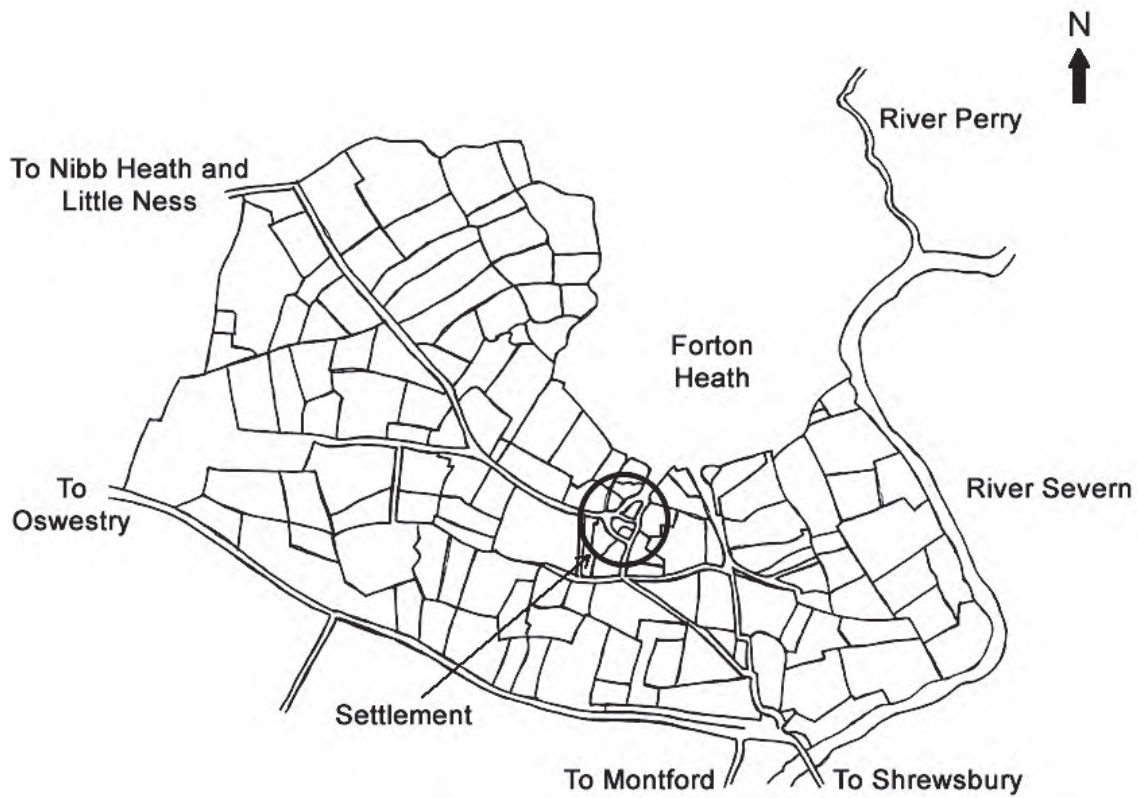 N
River Perry
To Nibb Heath and
Little Ness
Forton
Heath
To
Oswestry
River Severn
Settlement
To Montford
To Shrewsbury